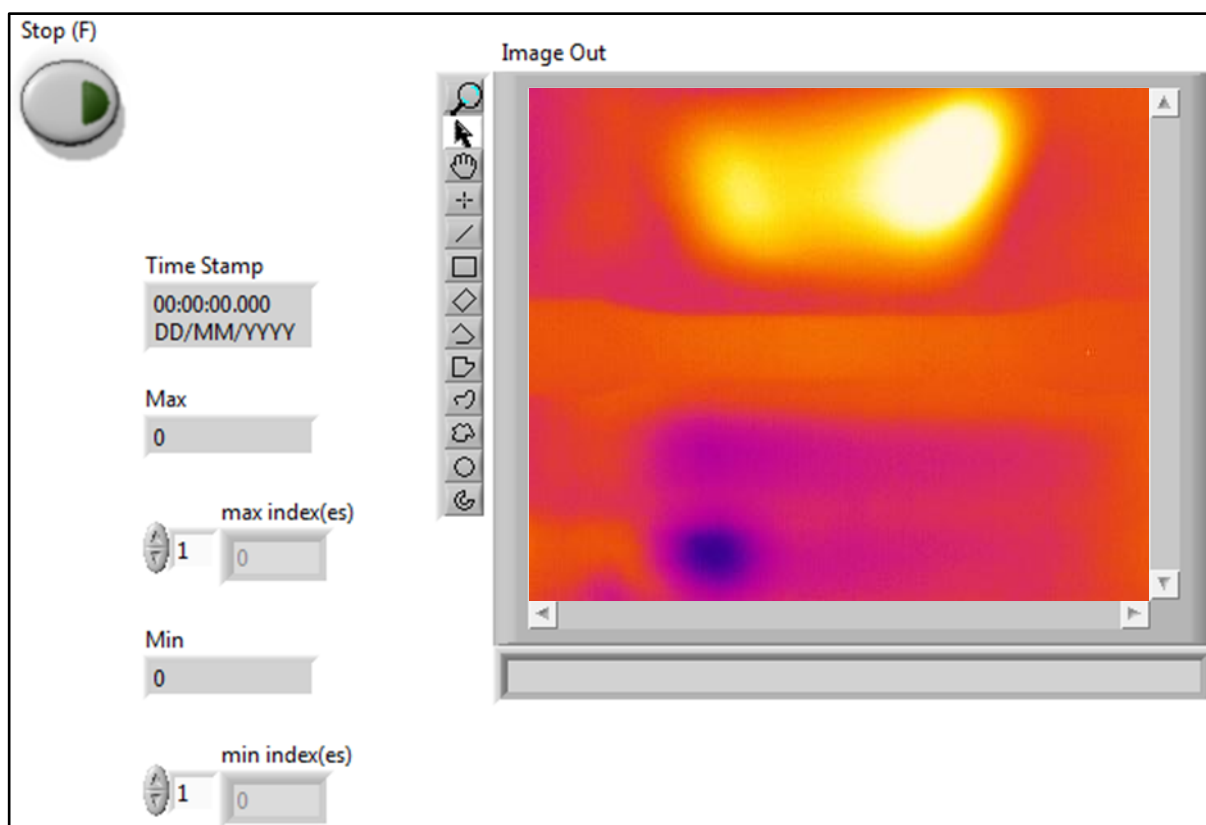 Stop (F)
Image Out
Time Stamp
00:00:00.000
DD/MM/YYYY
Max
0
max index(es)
1
0
Min
0
min index(es)
1
0